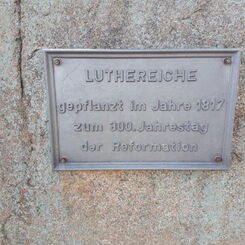 LUTHEREICHE
gepflanzt im Jahre 1817
zum 300. Jahrestag
der Reformation